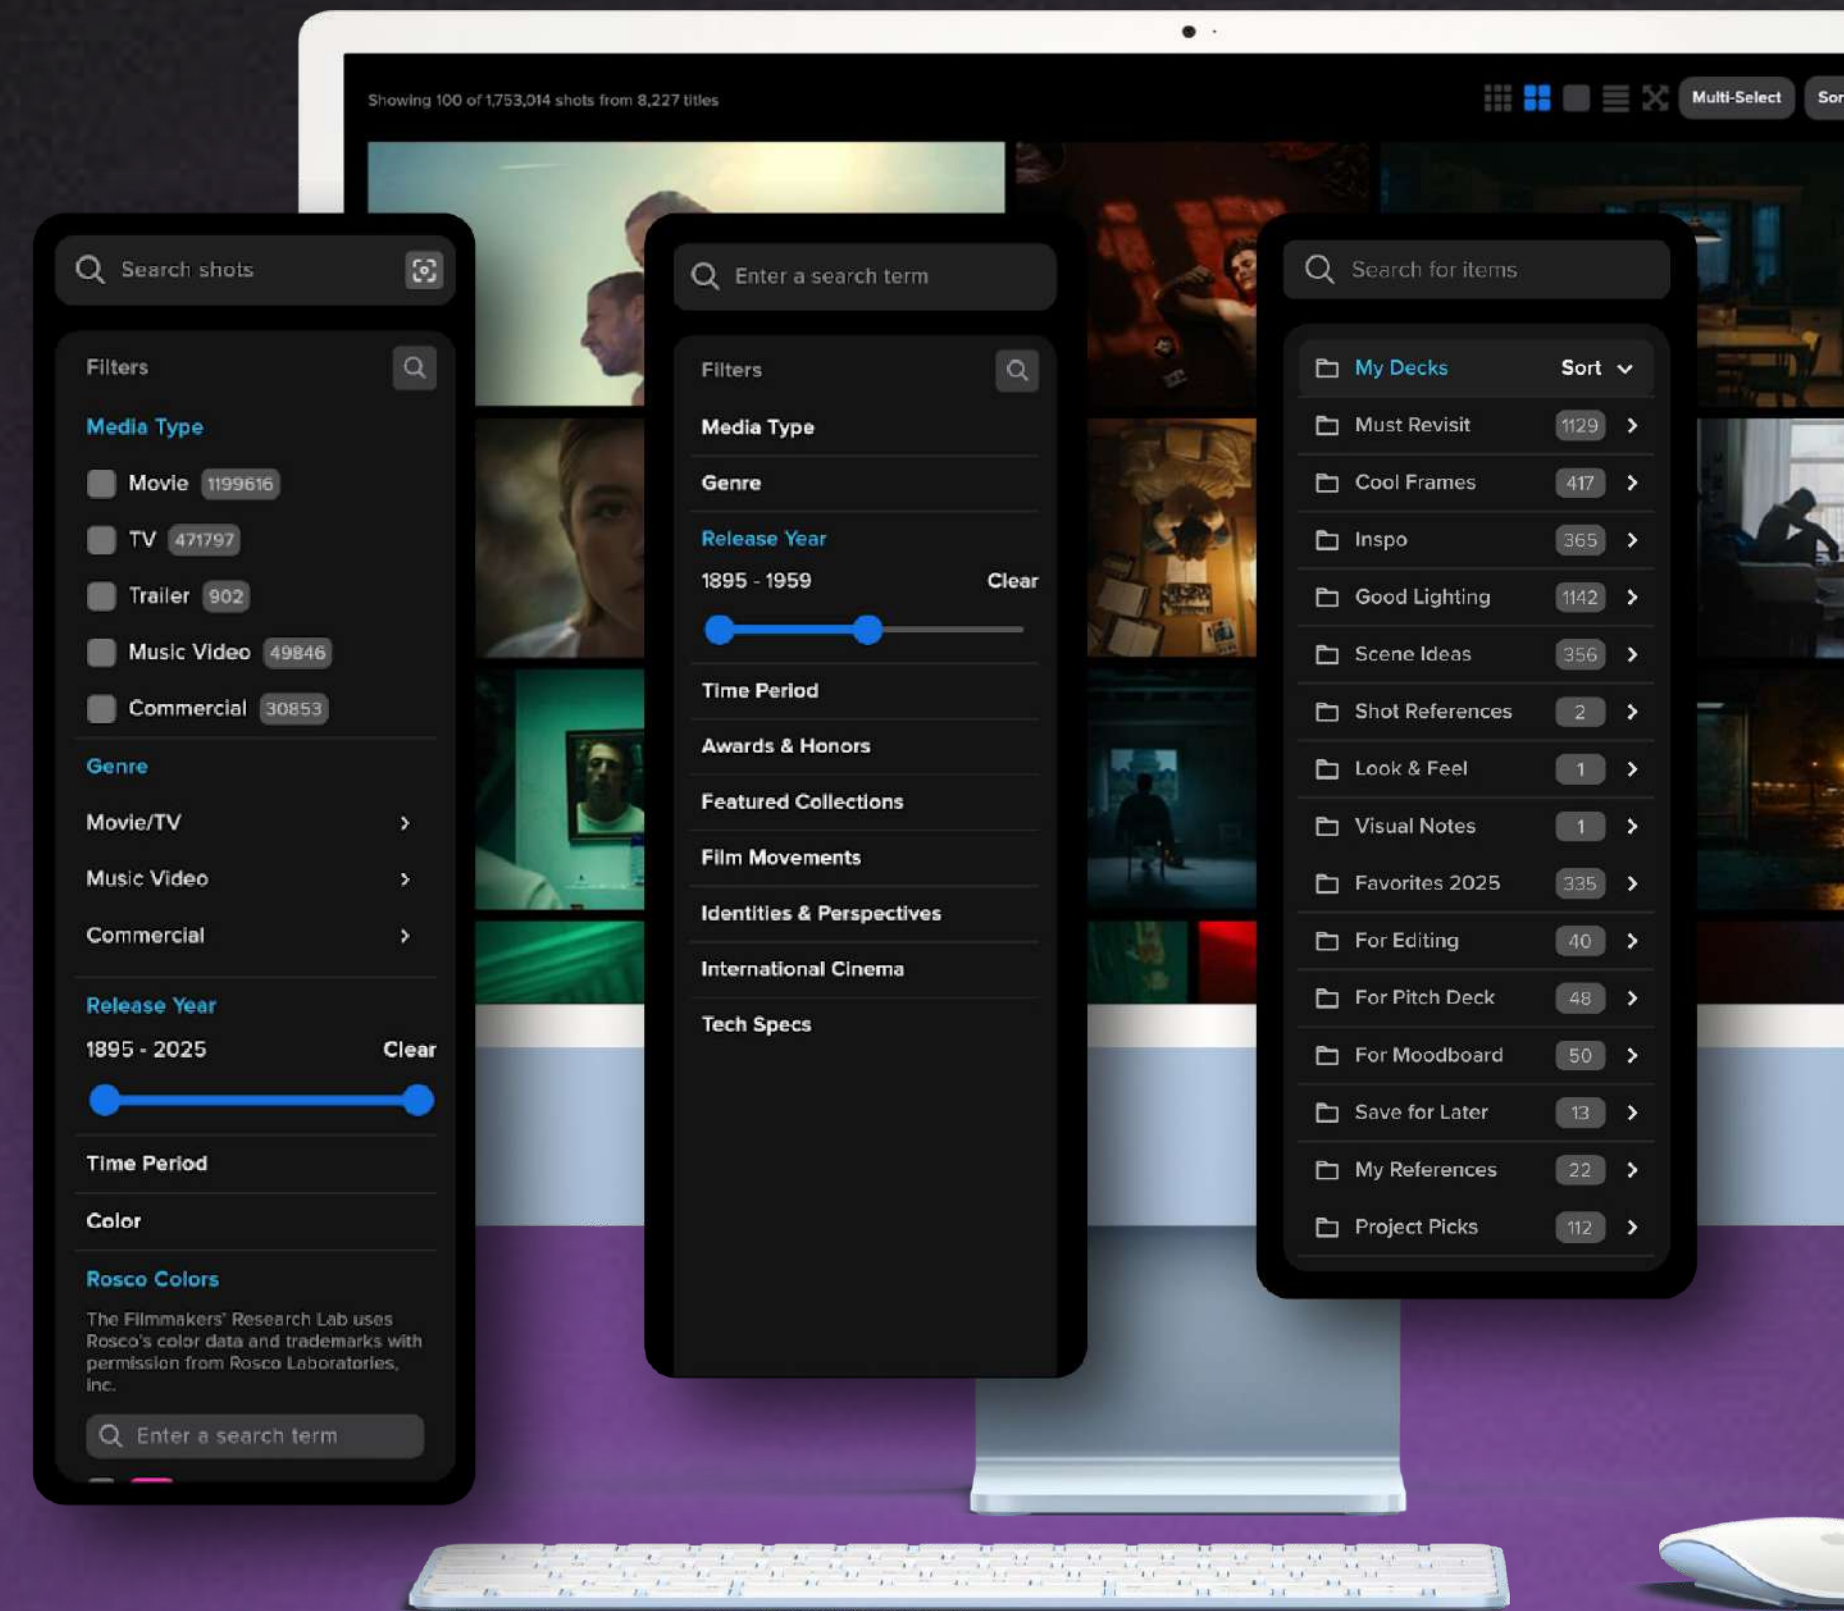 Showing 100 of 1,753,014 shots from 8,227 titles
Multi-Select
Search shots
Filters
Media Type
Movie 1199616
TV 471797
Trailer 902
Music Video 49846
Commercial 30853
Genre
Movie/TV
Music Video
Commercial
Release Year
1895 - 2025 Clear
Time Period
Color
Rosco Colors
The Filmmakers' Research Lab uses
Rosco's color data and trademarks with
permission from Rosco Laboratories,
Inc.
Enter a search term
Enter a search term
Filters
Media Type
Genre
Release Year
1895 - 1959 Clear
Time Period
Awards & Honors
Featured Collections
Film Movements
Identities & Perspectives
International Cinema
Tech Specs
Search for items
My Decks Sort
Must Revisit 1129
Cool Frames 417
Inspo 365
Good Lighting 1142
Scene Ideas 356
Shot References 2
Look & Feel 1
Visual Notes 1
Favorites 2025 335
For Editing 40
For Pitch Deck 48
For Moodboard 50
Save for Later 13
My References 22
Project Picks 112